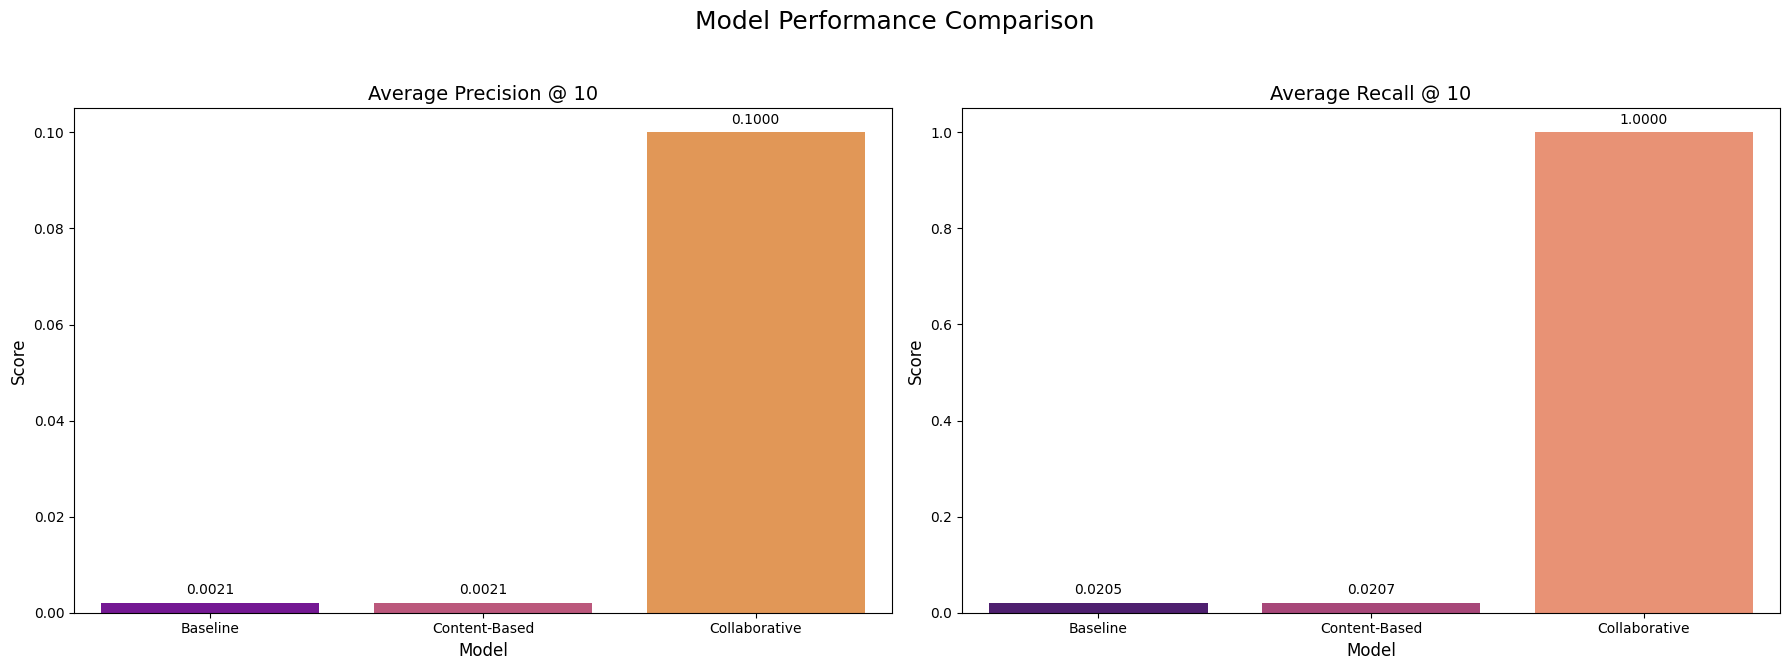 Model Performance Comparison
Average Precision @ 10
0.10
0.08
0.06
0.04
0.02
0.00
Score
0.0021
0.0021
0.1000
Baseline
Content-Based
Collaborative
Model
Average Recall @ 10
1.0
0.8
0.6
0.4
0.2
0.0
Score
0.0205
0.0207
1.0000
Baseline
Content-Based
Collaborative
Model